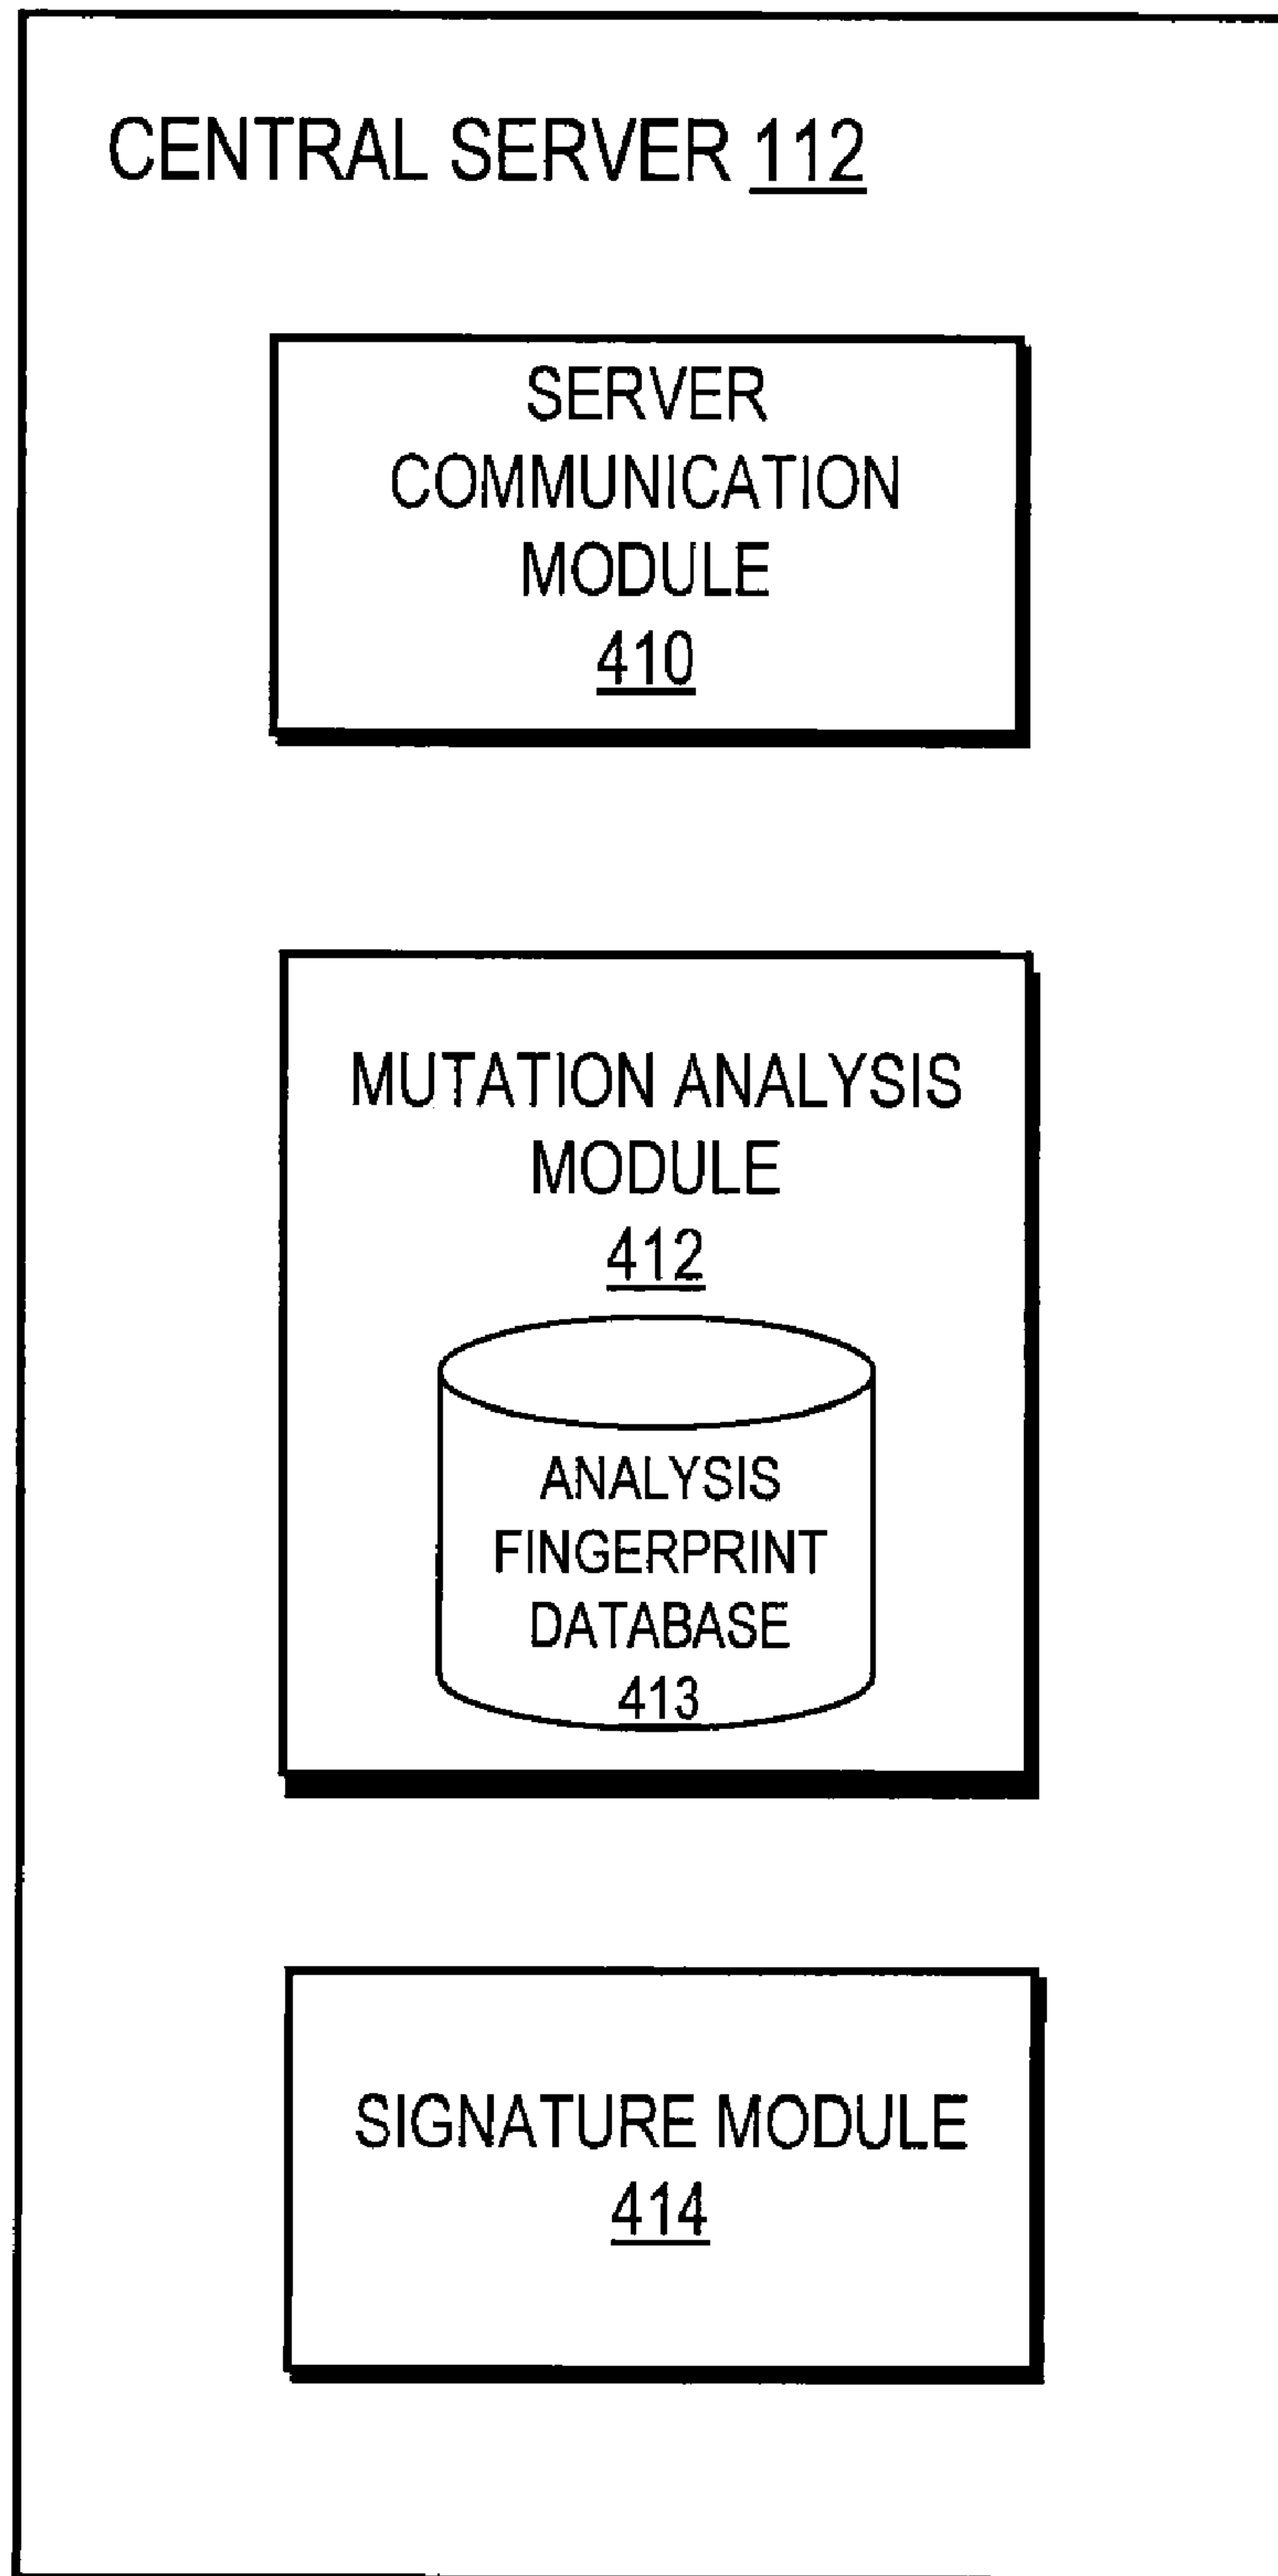 CENTRAL SERVER 112
SERVER
COMMUNICATION
MODULE
410
MUTATION ANALYSIS
MODULE
412
ANALYSIS
FINGERPRINT
DATABASE
413
SIGNATURE MODULE
414